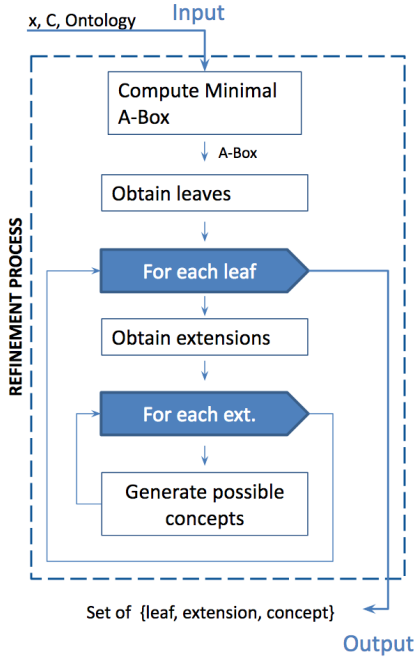 Input
x, C, Ontology
Compute Minimal
A-Box
A-Box
Obtain leaves
REFINEMENT PROCESS
For each leaf
Obtain extensions
For each ext.
Generate possible
concepts
Set of {leaf, extension, concept}
Output